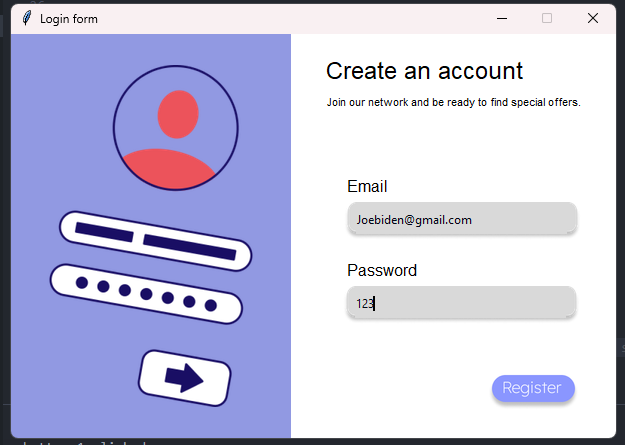 Login form
Create an account
Join our network and be ready to find special offers.
Email
Joebiden@gmail.com
Password
123
Register